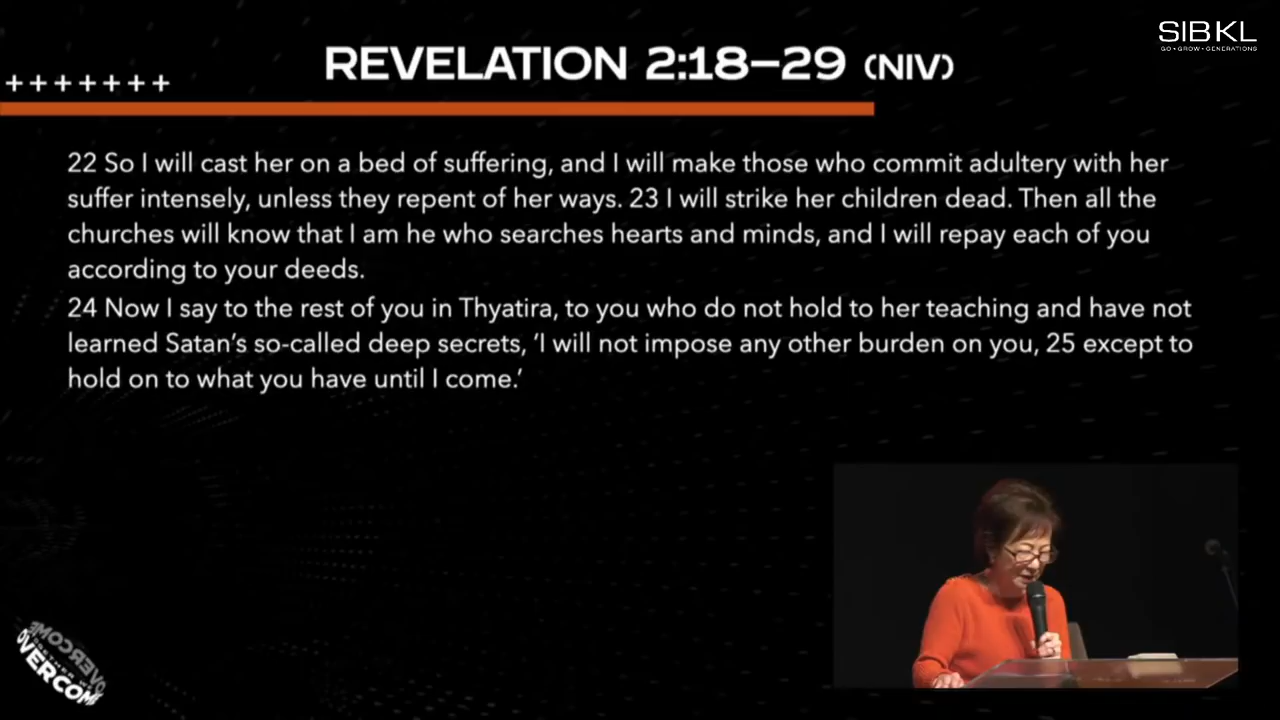 SIBKL
GO • GROW • GENERATIONS
REVELATION 2:18–29 (NIV)
+++++++
22 So I will cast her on a bed of suffering, and I will make those who commit adultery with her
suffer intensely, unless they repent of her ways. 23 I will strike her children dead. Then all the
churches will know that I am he who searches hearts and minds, and I will repay each of you
according to your deeds.
24 Now I say to the rest of you in Thyatira, to you who do not hold to her teaching and have not
learned Satan’s so-called deep secrets, ‘I will not impose any other burden on you, 25 except to
hold on to what you have until I come.’
OVERCOME